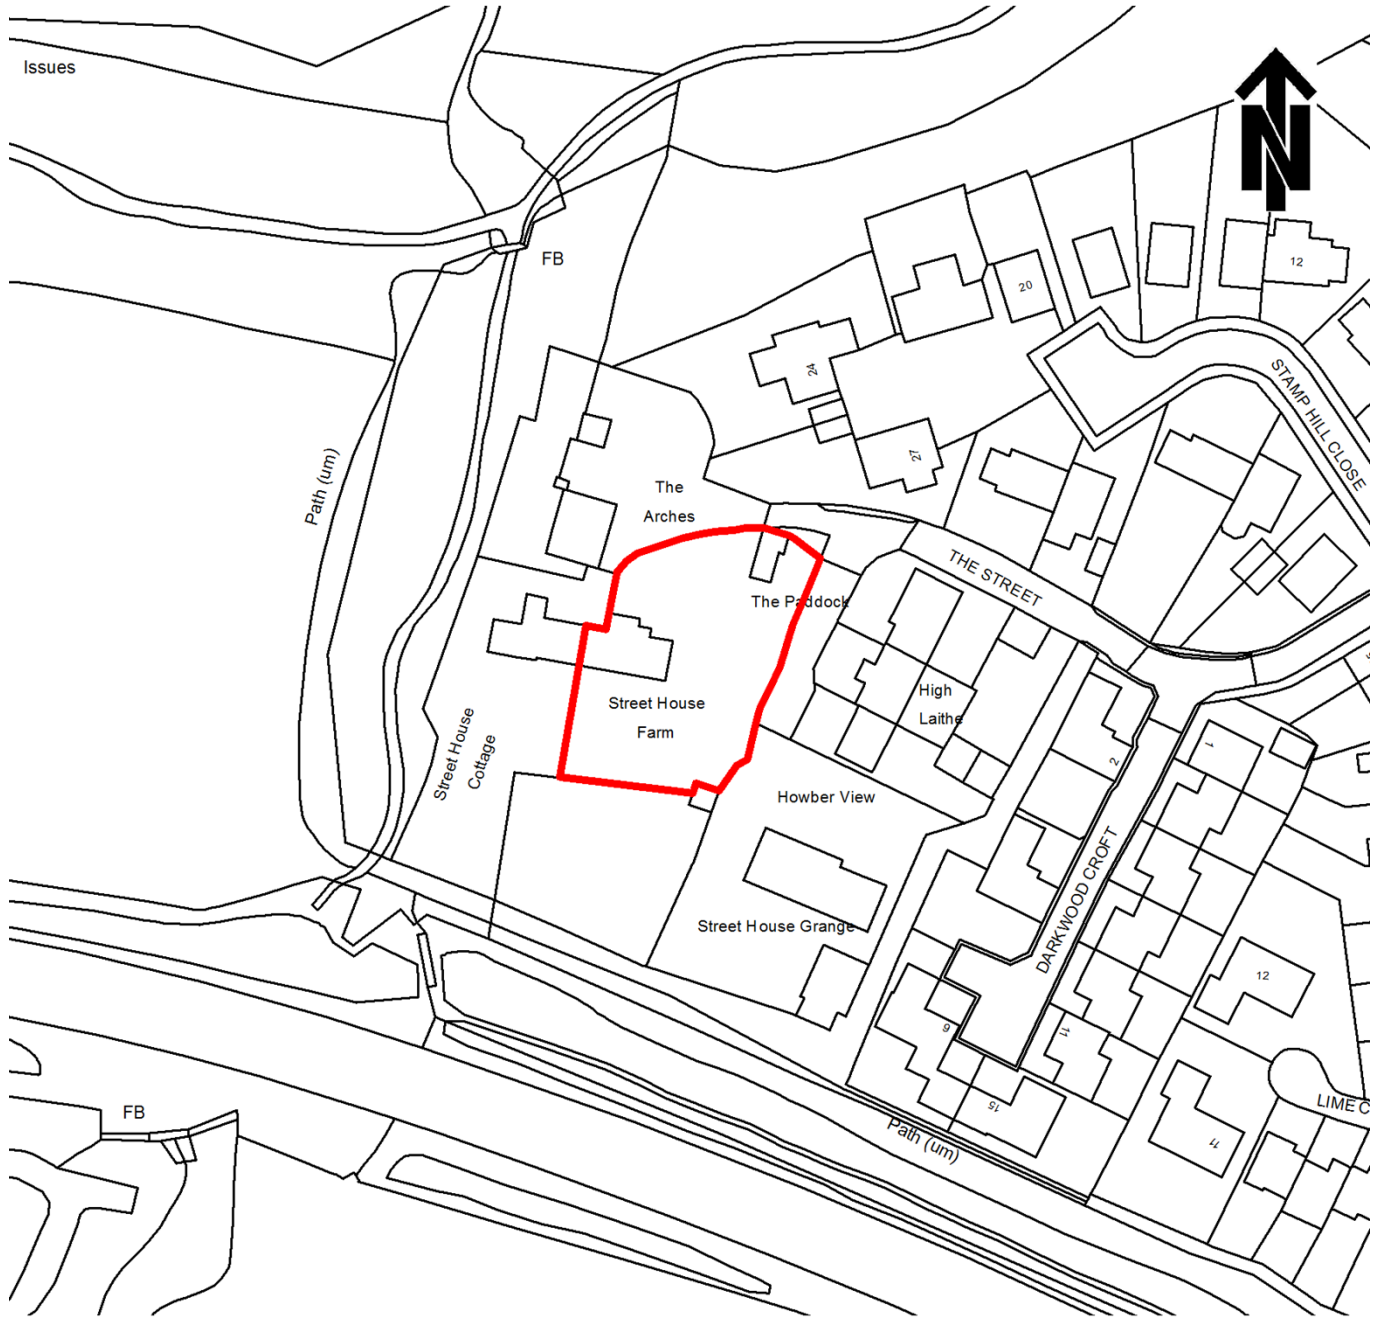 Issues
N
FB
12
20
24
STAMP HILL CLOSE
27
Path (um)
The
Arches
THE STREET
The Paddock
High
Laithe
Street House
Farm
Street House
Cottage
1
2
Howber View
DARKWOOD CROFT
Street House Grange
12
9
11
15
LIME C
FB
Path (um)
11